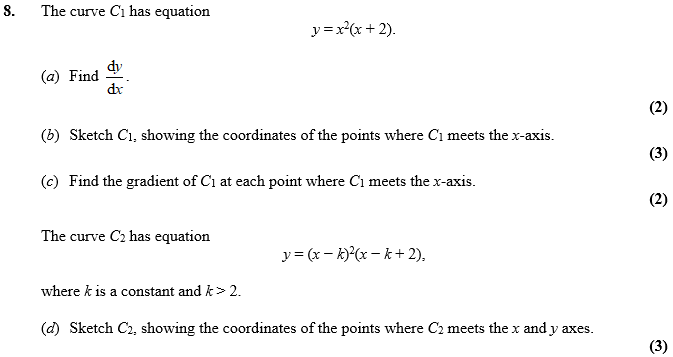 8. The curve C₁ has equation
y = x²(x + 2).
(a) Find dy/dx.
(2)
(b) Sketch C₁, showing the coordinates of the points where C₁ meets the x-axis.
(3)
(c) Find the gradient of C₁ at each point where C₁ meets the x-axis.
(2)
The curve C₂ has equation
y = (x − k)²(x − k + 2),
where k is a constant and k > 2.
(d) Sketch C₂, showing the coordinates of the points where C₂ meets the x and y axes.
(3)